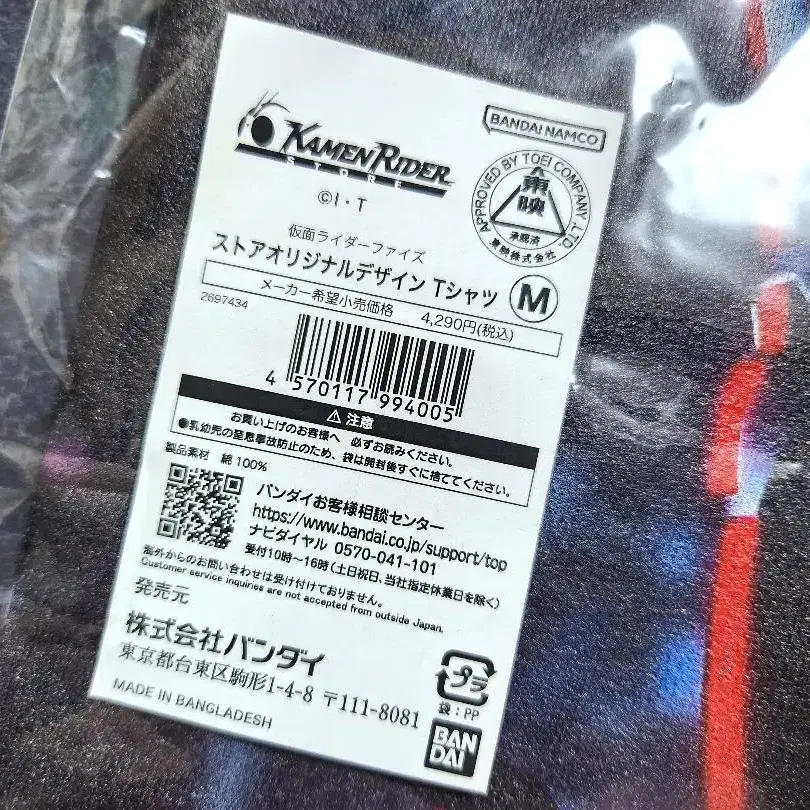 BANDAI NAMCO
KAMEN RIDER
STORE
©I・T
APPROVED BY TOEI COMPANY, LTD.
東映
承認済
東映株式会社
仮面ライダーファイズ
ストアオリジナルデザイン Tシャツ M
メーカー希望小売価格 4,290円(税込)
2697434
4 570117 994005
⚠ 注意
お買い上げのお客様へ 必ずお読みください。
●乳幼児の窒息事故防止のため、袋は開封後すぐに捨ててください。
製品素材 綿100%
バンダイお客様相談センター
https://www.bandai.co.jp/support/top
ナビダイヤル 0570-041-101
受付10時～16時(土日祝日、当社指定休業日を除く)
海外からのお問い合わせは受け付けておりません。
Customer service inquiries are not accepted from outside Japan.
発売元
株式会社バンダイ
東京都台東区駒形1-4-8 〒111-8081
MADE IN BANGLADESH
プラ
袋：PP
BAN
DAI